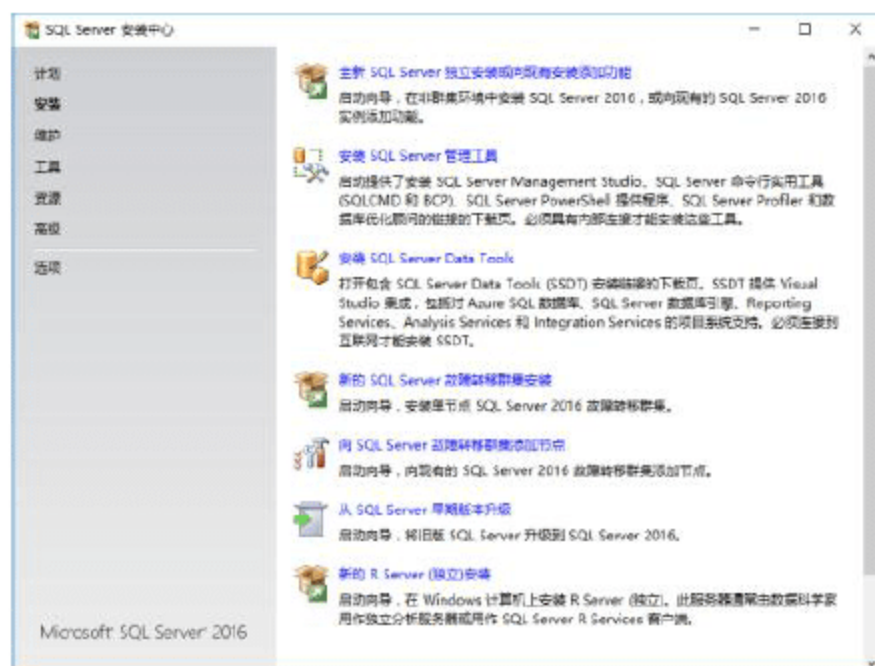 SQL Server 安装中心
计划
安装
维护
工具
资源
高级
选项
Microsoft SQL Server 2016
全新 SQL Server 独立安装或向现有安装添加功能
启动向导，在非群集环境中安装 SQL Server 2016，或向现有的 SQL Server 2016
实例添加功能。
安装 SQL Server 管理工具
启动提供了安装 SQL Server Management Studio、SQL Server 命令行实用工具
(SQLCMD 和 BCP)、SQL Server PowerShell 提供程序、SQL Server Profiler 和数
据库优化顾问的链接的下载页。必须具有内部连接才能安装这些工具。
安装 SQL Server Data Tools
打开包含 SQL Server Data Tools (SSDT) 安装链接的下载页。SSDT 提供 Visual
Studio 集成，包括对 Azure SQL 数据库、SQL Server 数据库引擎、Reporting
Services、Analysis Services 和 Integration Services 的项目系统支持。必须连接到
互联网才能安装 SSDT。
新的 SQL Server 故障转移群集安装
启动向导，安装单节点 SQL Server 2016 故障转移群集。
向 SQL Server 故障转移群集添加节点
启动向导，向现有的 SQL Server 2016 故障转移群集添加节点。
从 SQL Server 早期版本升级
启动向导，将旧版 SQL Server 升级到 SQL Server 2016。
新的 R Server (独立)安装
启动向导，在 Windows 计算机上安装 R Server (独立)。此服务器通常由数据科学家
用作独立分析服务器或用作 SQL Server R Services 客户端。